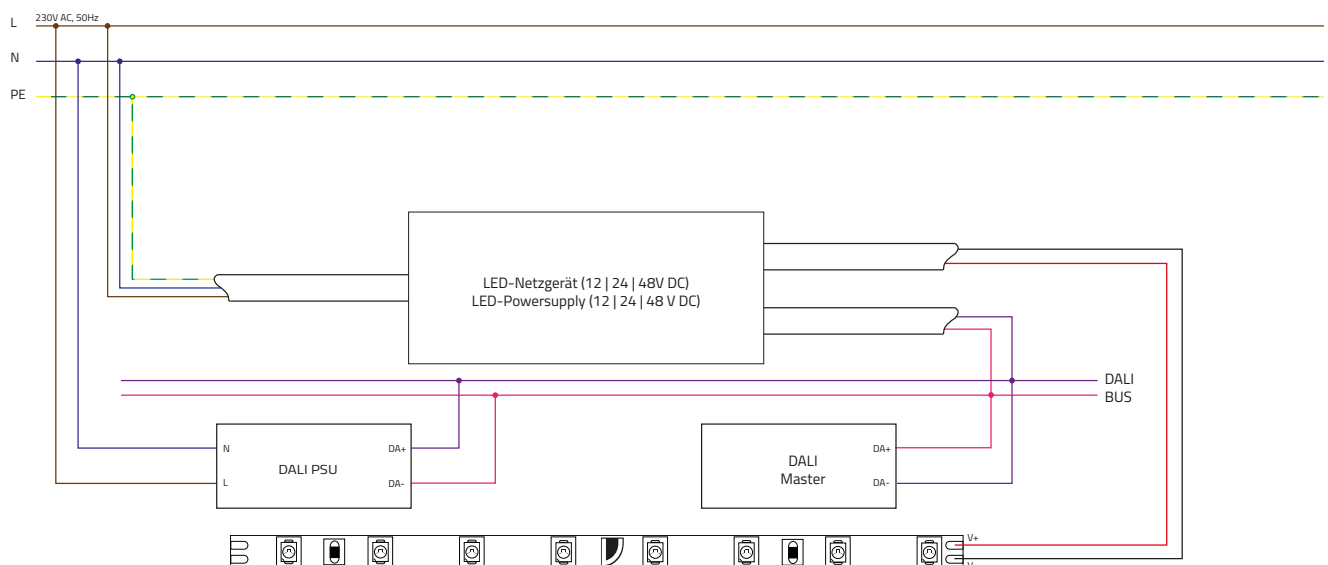 230V AC, 50Hz
L
N
PE
LED-Netzgerät (12 | 24 | 48V DC)
LED-Powersupply (12 | 24 | 48 V DC)
DALI
BUS
N
DA+
DALI PSU
L
DA-
DA+
DALI
Master
DA-
V+